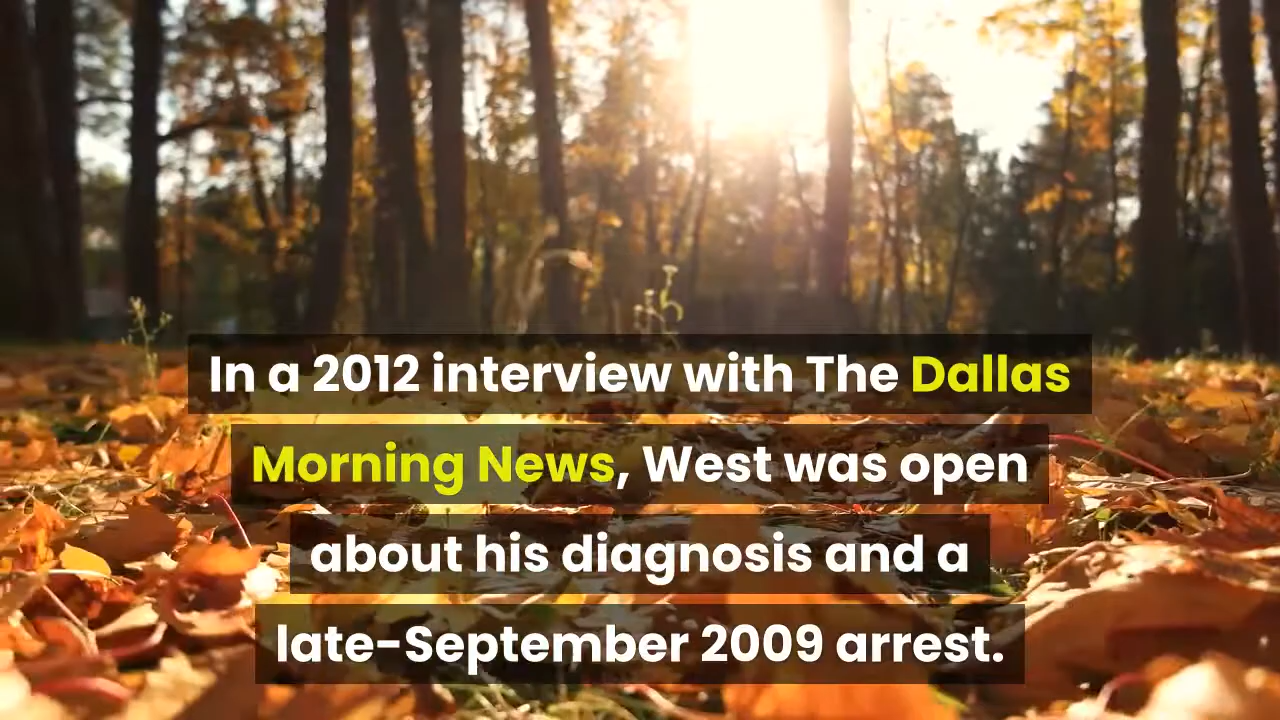 In a 2012 interview with The Dallas
Morning News, West was open
about his diagnosis and a
late-September 2009 arrest.